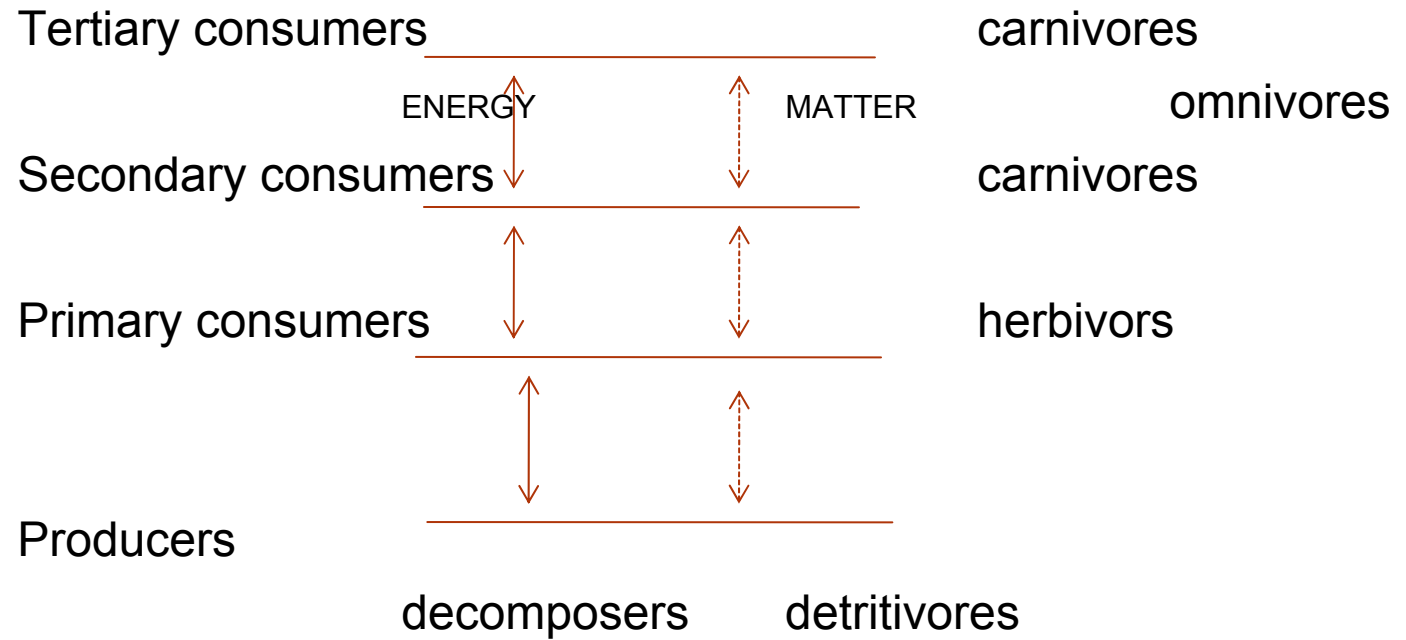 Tertiary consumers carnivores
ENERGY MATTER omnivores
Secondary consumers carnivores
Primary consumers herbivors
Producers
decomposers detritivores